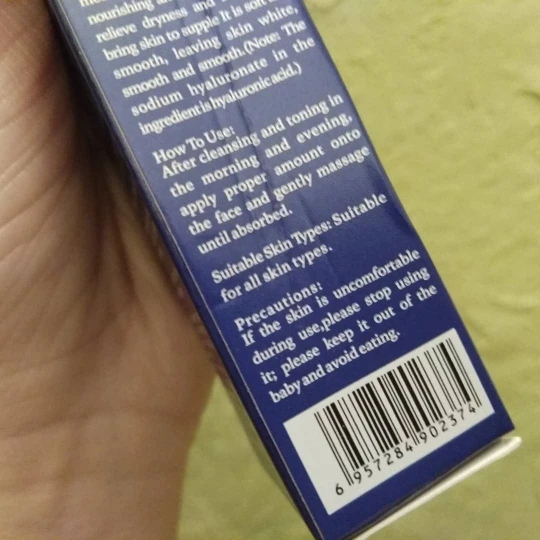 nourishing
relieve dryness and
bring skin to supple It is soft
smooth, leaving skin white,
smooth and smooth.(Note: The
sodium hyaluronate in the
ingredient is hyaluronic acid.)
How To Use:
After cleansing and toning in
the morning and evening,
apply proper amount onto
the face and gently massage
until absorbed.
Suitable Skin Types: Suitable
for all skin types.
Precautions:
If the skin is uncomfortable
during use,please stop using
it; please keep it out of the
baby and avoid eating.
6 957284 902374